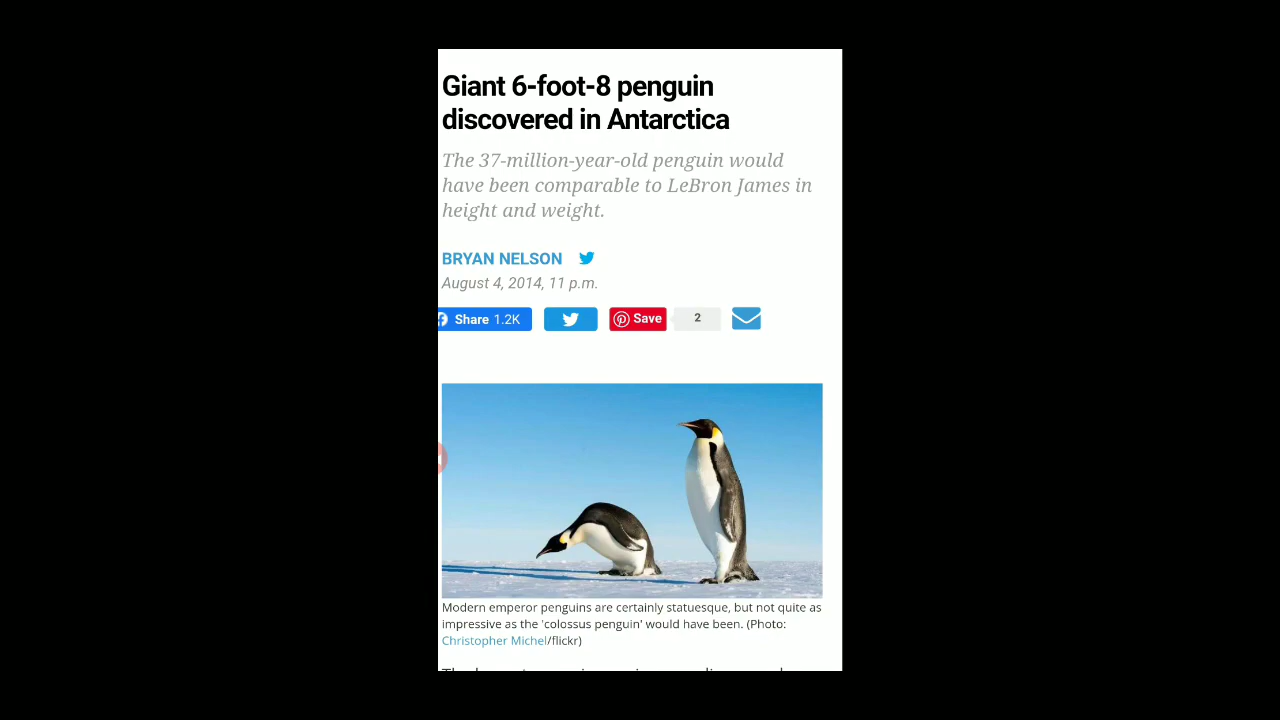 Giant 6-foot-8 penguin
discovered in Antarctica
The 37-million-year-old penguin would
have been comparable to LeBron James in
height and weight.
BRYAN NELSON
August 4, 2014, 11 p.m.
Share 1.2K
Save
2
Modern emperor penguins are certainly statuesque, but not quite as
impressive as the 'colossus penguin' would have been. (Photo:
Christopher Michel/flickr)